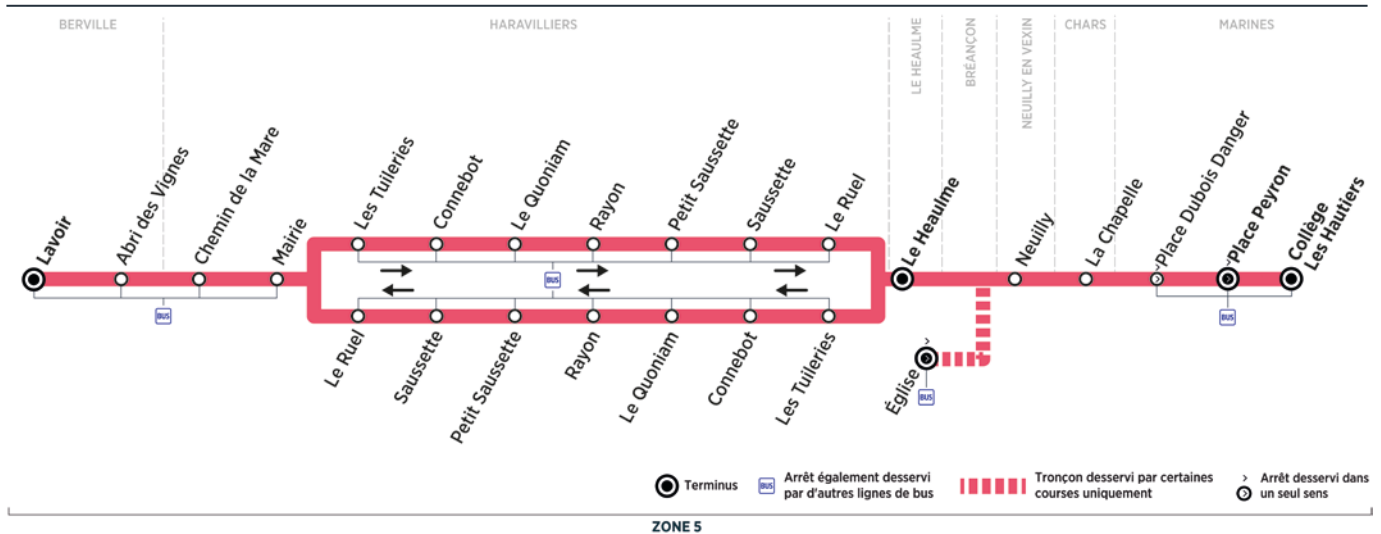 BERVILLE
HARAVILLIERS
LE HEAULME
BRÉANÇON
NEUILLY EN VEXIN
CHARS
MARINES
Lavoir
Abri des Vignes
Chemin de la Mare
Mairie
Les Tuileries
Connebot
Le Quoniam
Rayon
Petit Saussette
Saussette
Le Ruel
Le Heaulme
Neuilly
La Chapelle
Place Dubois Danger
Place Peyron
Collège
Les Hautiers
BUS
BUS
BUS
Le Ruel
Saussette
Petit Saussette
Rayon
Le Quoniam
Connebot
Les Tuileries
Église
BUS
Terminus
BUS
Arrêt également desservi
par d'autres lignes de bus
Tronçon desservi par certaines
courses uniquement
Arrêt desservi dans
un seul sens
ZONE 5